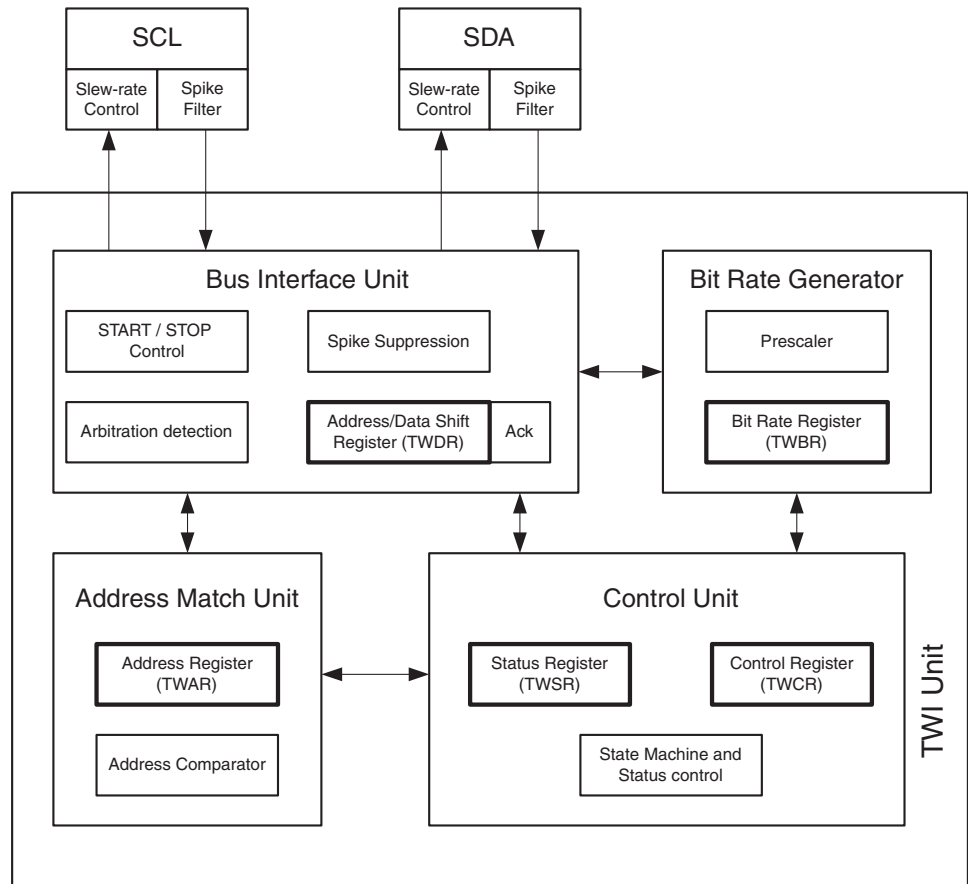 SCL
Slew-rate
Control
Spike
Filter
SDA
Slew-rate
Control
Spike
Filter
Bus Interface Unit
START / STOP
Control
Spike Suppression
Arbitration detection
Address/Data Shift
Register (TWDR)
Ack
Bit Rate Generator
Prescaler
Bit Rate Register
(TWBR)
Address Match Unit
Address Register
(TWAR)
Address Comparator
Control Unit
Status Register
(TWSR)
Control Register
(TWCR)
State Machine and
Status control
TWI Unit